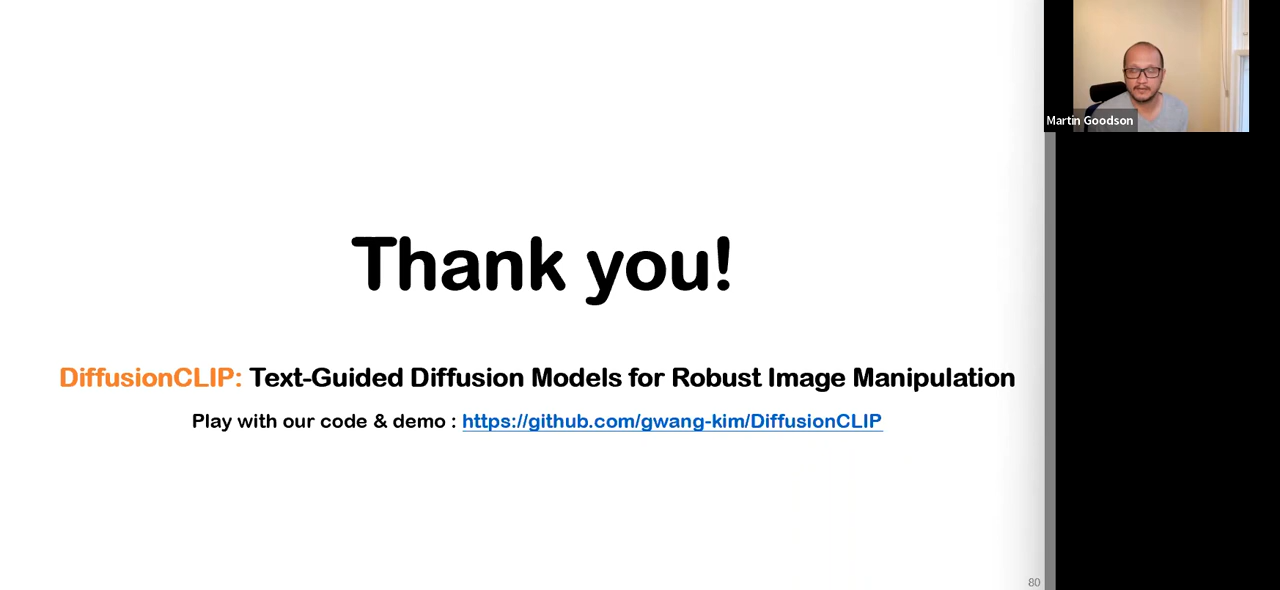 Martin Goodson
Thank you!
DiffusionCLIP: Text-Guided Diffusion Models for Robust Image Manipulation
Play with our code & demo : https://github.com/gwang-kim/DiffusionCLIP
80